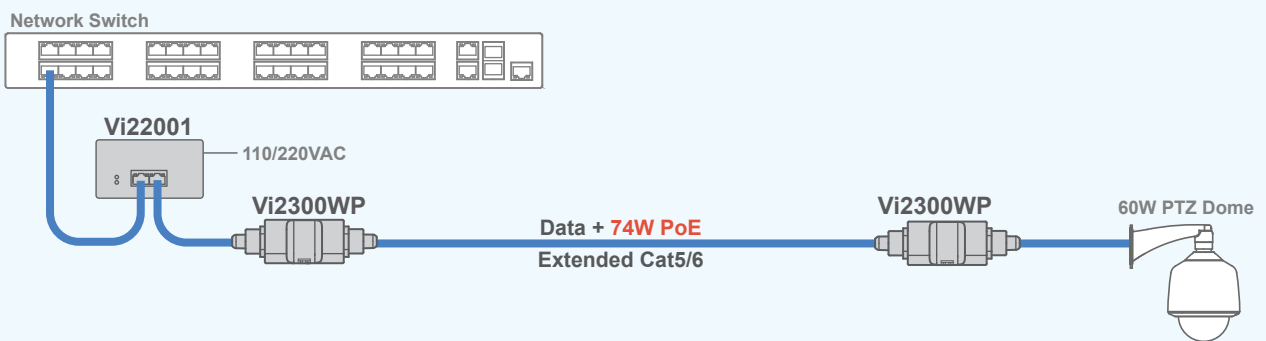 Network Switch
Vi22001
110/220VAC
Vi2300WP
Data + 74W PoE
Extended Cat5/6
Vi2300WP
60W PTZ Dome